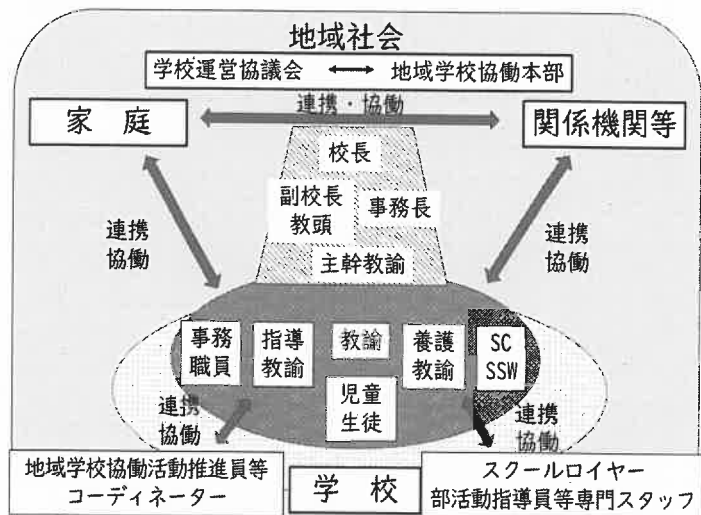 地域社会
学校運営協議会 ⟷ 地域学校協働本部
連携・協働
家 庭
関係機関等
校長
副校長
教頭
事務長
主幹教諭
連携
協働
連携
協働
事務
職員
指導
教諭
教諭
養護
教諭
SC
SSW
児童
生徒
連携
協働
連携
協働
地域学校協働活動推進員等
コーディネーター
学 校
スクールロイヤー
部活動指導員等専門スタッフ